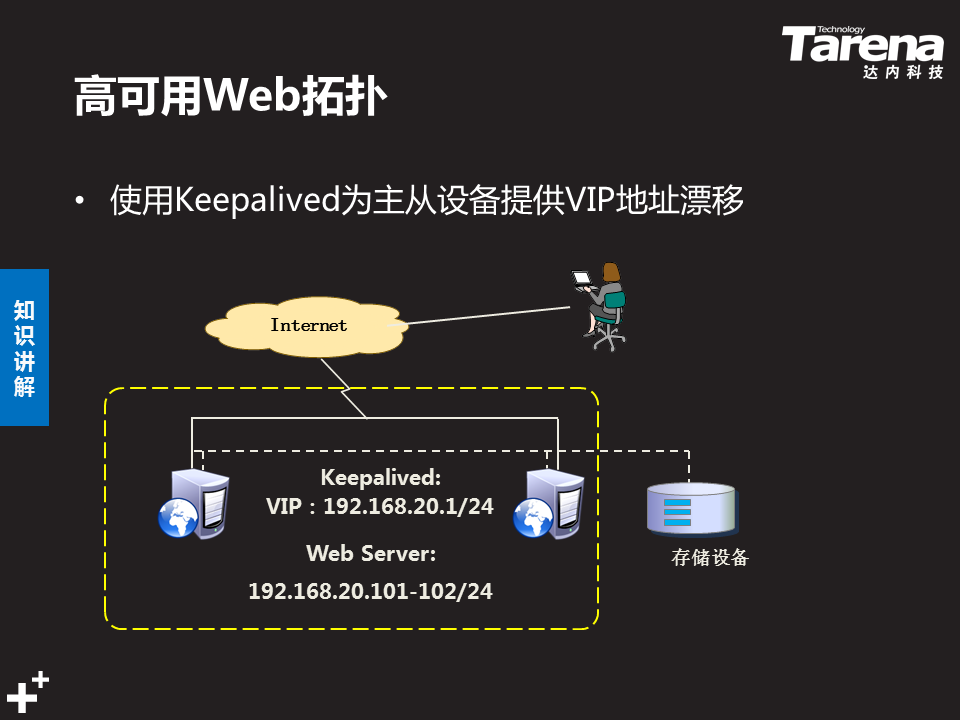 Technology
Tarena
达内科技
高可用Web拓扑
• 使用Keepalived为主从设备提供VIP地址漂移
知识讲解
Internet
Keepalived:
VIP：192.168.20.1/24
Web Server:
192.168.20.101-102/24
存储设备